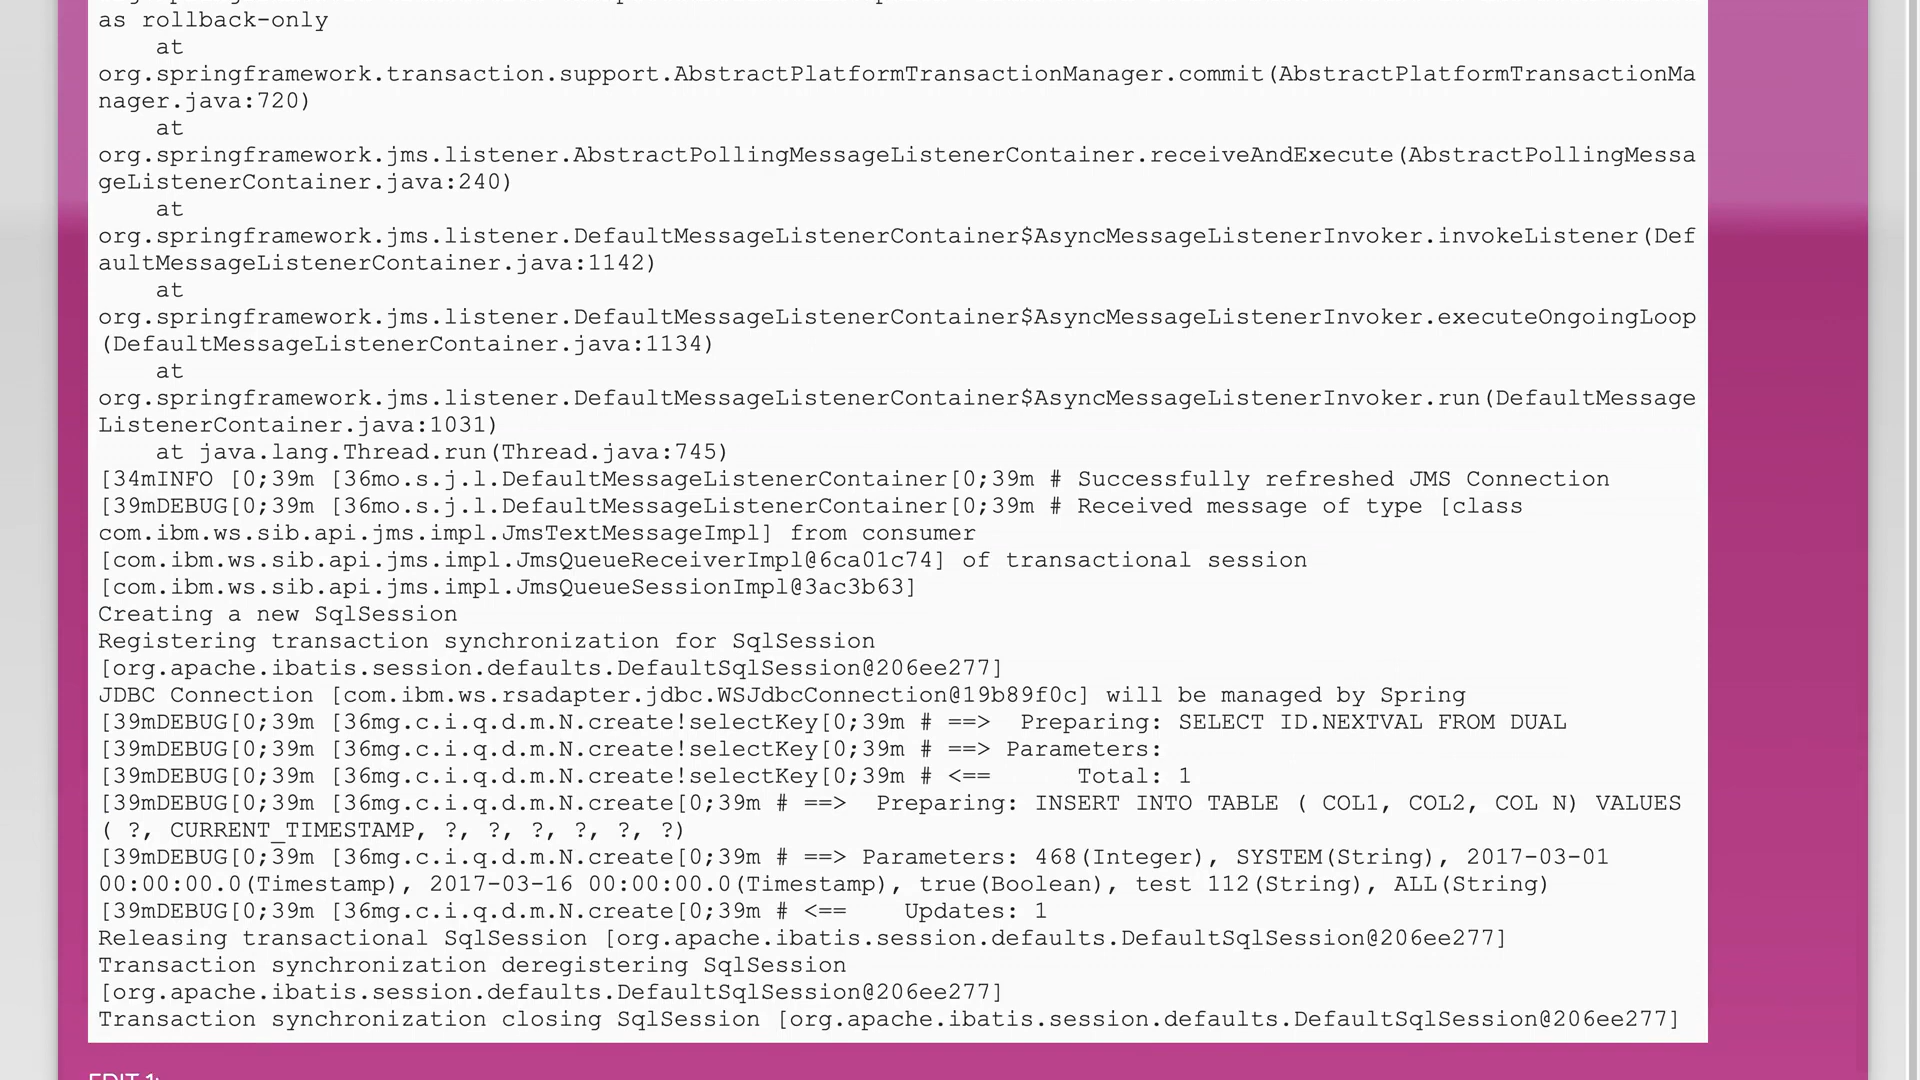 as rollback-only
    at
org.springframework.transaction.support.AbstractPlatformTransactionManager.commit(AbstractPlatformTransactionMa
nager.java:720)
    at
org.springframework.jms.listener.AbstractPollingMessageListenerContainer.receiveAndExecute(AbstractPollingMessa
geListenerContainer.java:240)
    at
org.springframework.jms.listener.DefaultMessageListenerContainer$AsyncMessageListenerInvoker.invokeListener(Def
aultMessageListenerContainer.java:1142)
    at
org.springframework.jms.listener.DefaultMessageListenerContainer$AsyncMessageListenerInvoker.executeOngoingLoop
(DefaultMessageListenerContainer.java:1134)
    at
org.springframework.jms.listener.DefaultMessageListenerContainer$AsyncMessageListenerInvoker.run(DefaultMessage
ListenerContainer.java:1031)
    at java.lang.Thread.run(Thread.java:745)
[34mINFO [0;39m [36mo.s.j.l.DefaultMessageListenerContainer[0;39m # Successfully refreshed JMS Connection
[39mDEBUG[0;39m [36mo.s.j.l.DefaultMessageListenerContainer[0;39m # Received message of type [class
com.ibm.ws.sib.api.jms.impl.JmsTextMessageImpl] from consumer
[com.ibm.ws.sib.api.jms.impl.JmsQueueReceiverImpl@6ca01c74] of transactional session
[com.ibm.ws.sib.api.jms.impl.JmsQueueSessionImpl@3ac3b63]
Creating a new SqlSession
Registering transaction synchronization for SqlSession
[org.apache.ibatis.session.defaults.DefaultSqlSession@206ee277]
JDBC Connection [com.ibm.ws.rsadapter.jdbc.WSJdbcConnection@19b89f0c] will be managed by Spring
[39mDEBUG[0;39m [36mg.c.i.q.d.m.N.create!selectKey[0;39m # ==>  Preparing: SELECT ID.NEXTVAL FROM DUAL
[39mDEBUG[0;39m [36mg.c.i.q.d.m.N.create!selectKey[0;39m # ==> Parameters:
[39mDEBUG[0;39m [36mg.c.i.q.d.m.N.create!selectKey[0;39m # <==      Total: 1
[39mDEBUG[0;39m [36mg.c.i.q.d.m.N.create[0;39m # ==>  Preparing: INSERT INTO TABLE ( COL1, COL2, COL N) VALUES
( ?, CURRENT_TIMESTAMP, ?, ?, ?, ?, ?, ?)
[39mDEBUG[0;39m [36mg.c.i.q.d.m.N.create[0;39m # ==> Parameters: 468(Integer), SYSTEM(String), 2017-03-01
00:00:00.0(Timestamp), 2017-03-16 00:00:00.0(Timestamp), true(Boolean), test 112(String), ALL(String)
[39mDEBUG[0;39m [36mg.c.i.q.d.m.N.create[0;39m # <==    Updates: 1
Releasing transactional SqlSession [org.apache.ibatis.session.defaults.DefaultSqlSession@206ee277]
Transaction synchronization deregistering SqlSession
[org.apache.ibatis.session.defaults.DefaultSqlSession@206ee277]
Transaction synchronization closing SqlSession [org.apache.ibatis.session.defaults.DefaultSqlSession@206ee277]
EDIT 1: